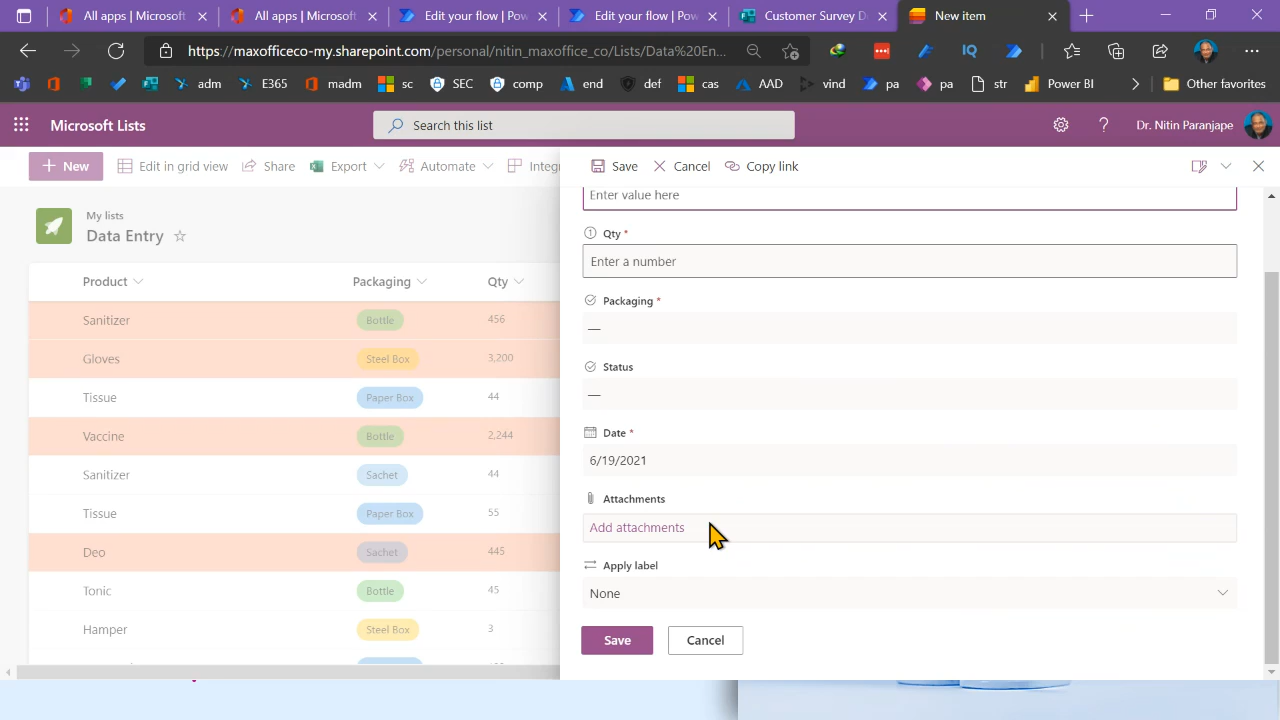 All apps | Microsoft
All apps | Microsoft
Edit your flow | Pow
Edit your flow | Pow
Customer Survey D
New item
https://maxofficeco-my.sharepoint.com/personal/nitin_maxoffice_co/Lists/Data%20En...
IQ
adm
E365
madm
sc
SEC
comp
end
def
cas
AAD
vind
pa
pa
str
Power BI
Other favorites
Microsoft Lists
Search this list
Dr. Nitin Paranjape
New
Edit in grid view
Share
Export
Automate
Integ
Save
Cancel
Copy link
My lists
Data Entry
Product
Packaging
Qty
Sanitizer
Bottle
456
Gloves
Steel Box
3,200
Tissue
Paper Box
44
Vaccine
Bottle
2,244
Sanitizer
Sachet
44
Tissue
Paper Box
55
Deo
Sachet
445
Tonic
Bottle
45
Hamper
Steel Box
3
Enter value here
Qty *
Enter a number
Packaging *
—
Status
—
Date *
6/19/2021
Attachments
Add attachments
Apply label
None
Save
Cancel